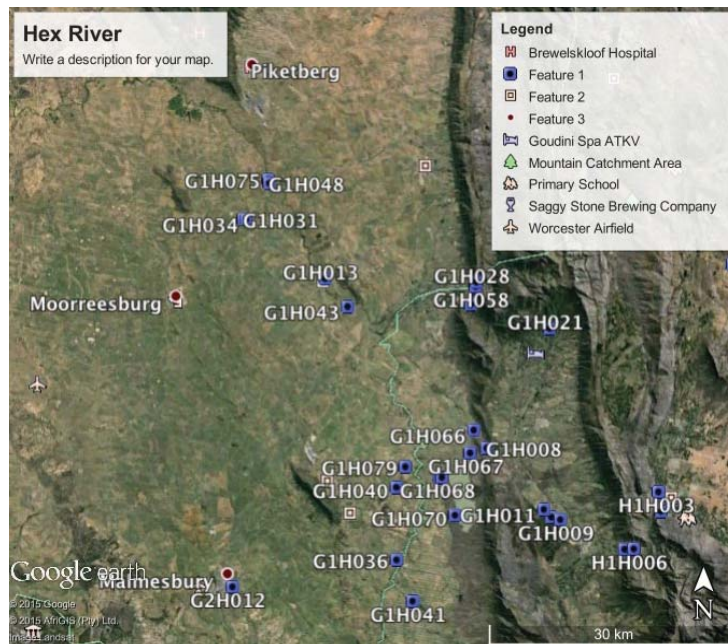 Hex River
Write a description for your map.
Legend
Brewelskloof Hospital
Feature 1
Feature 2
Feature 3
Goudini Spa ATKV
Mountain Catchment Area
Primary School
Saggy Stone Brewing Company
Worcester Airfield
Piketberg
G1H075
G1H048
G1H034
G1H031
G1H013
G1H028
Moorreesburg
G1H043
G1H058
G1H021
G1H066
G1H008
G1H079
G1H067
G1H040
G1H068
H1H003
G1H070
G1H011
G1H009
G1H036
H1H006
Google earth
Malmesbury
G2H012
G1H041
© 2015 Google
© 2015 AfriGIS (Pty) Ltd.
Image Landsat
N
30 km